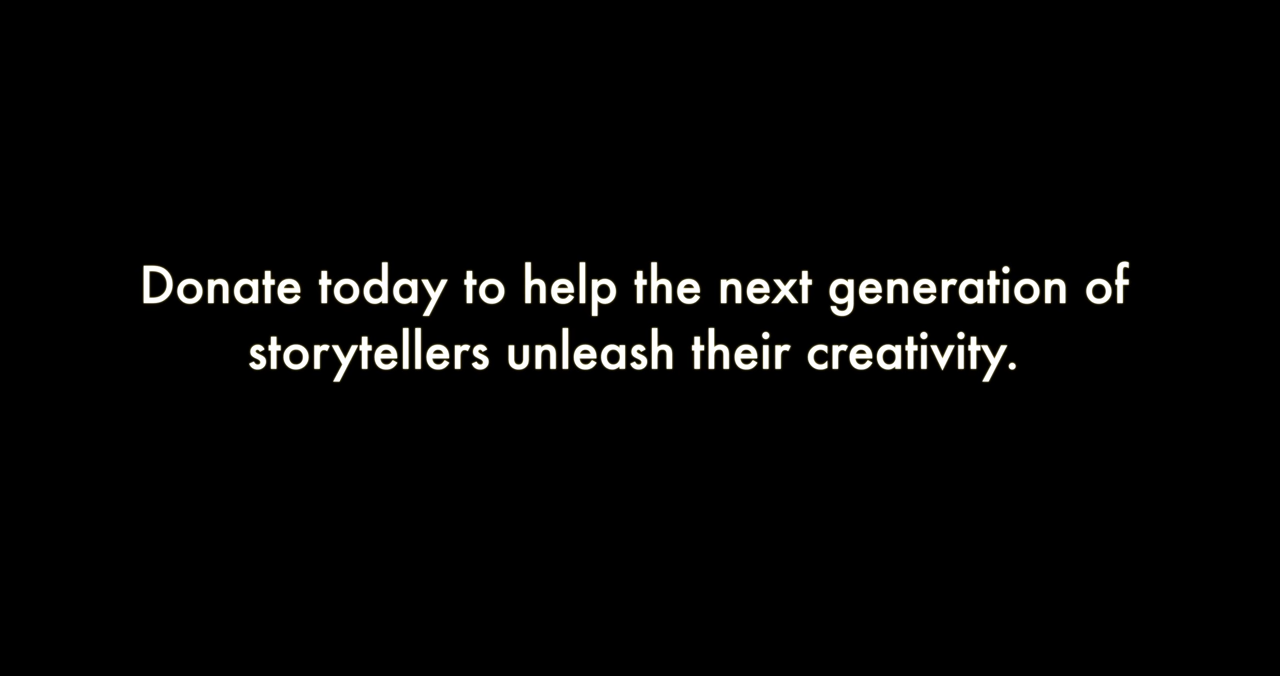 Donate today to help the next generation of
storytellers unleash their creativity.